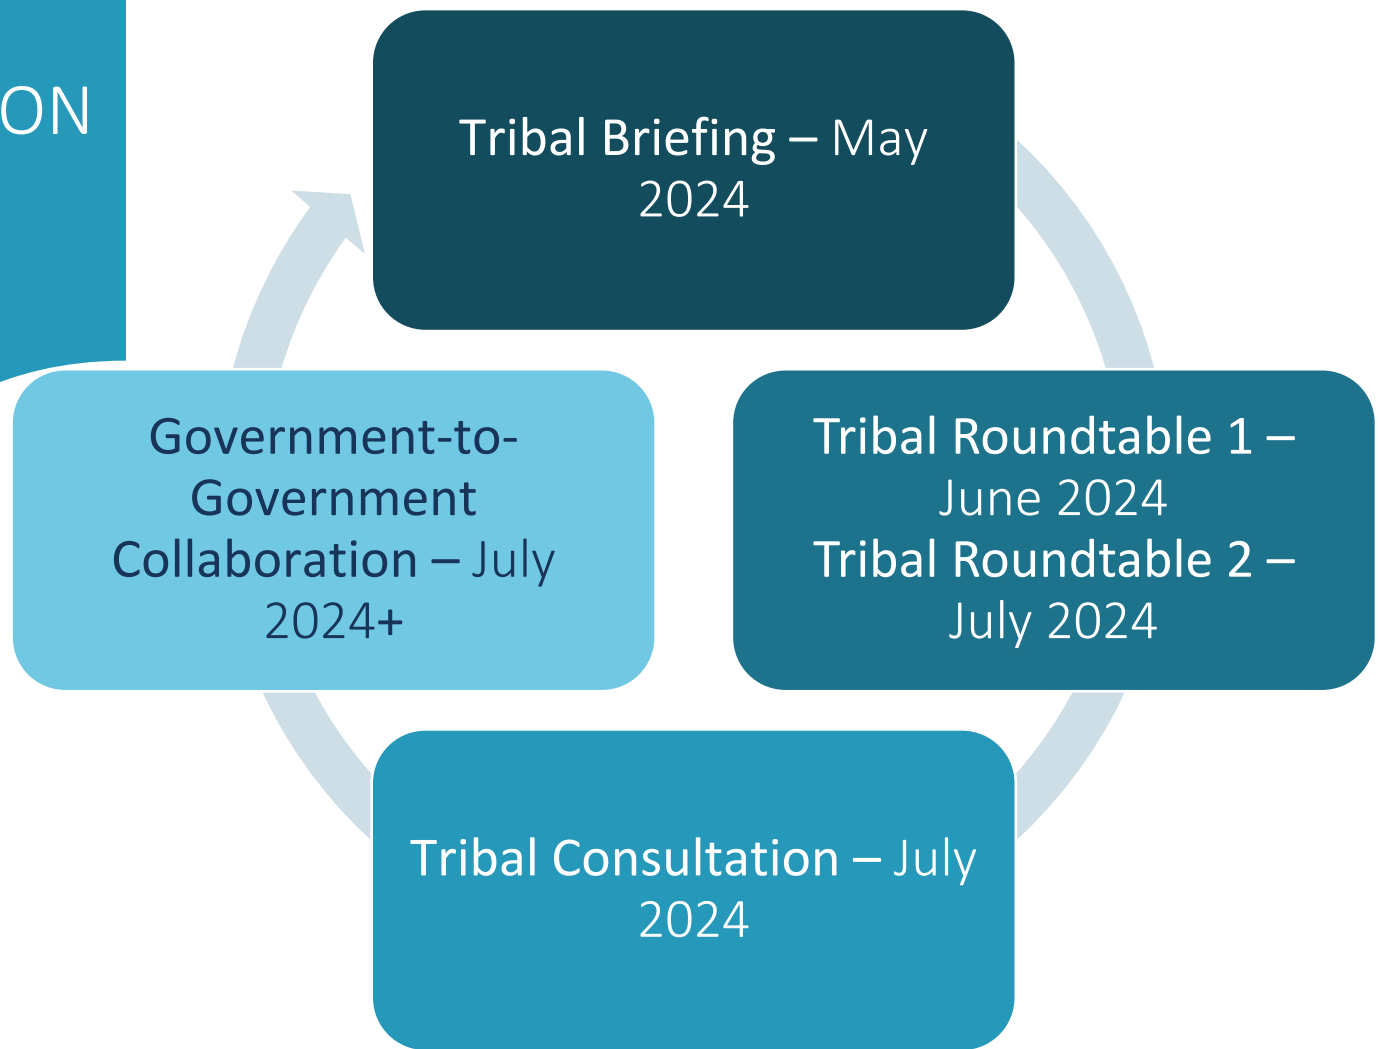 ON
Tribal Briefing – May
2024
Tribal Roundtable 1 –
June 2024
Tribal Roundtable 2 –
July 2024
Tribal Consultation – July
2024
Government-to-
Government
Collaboration – July
2024+